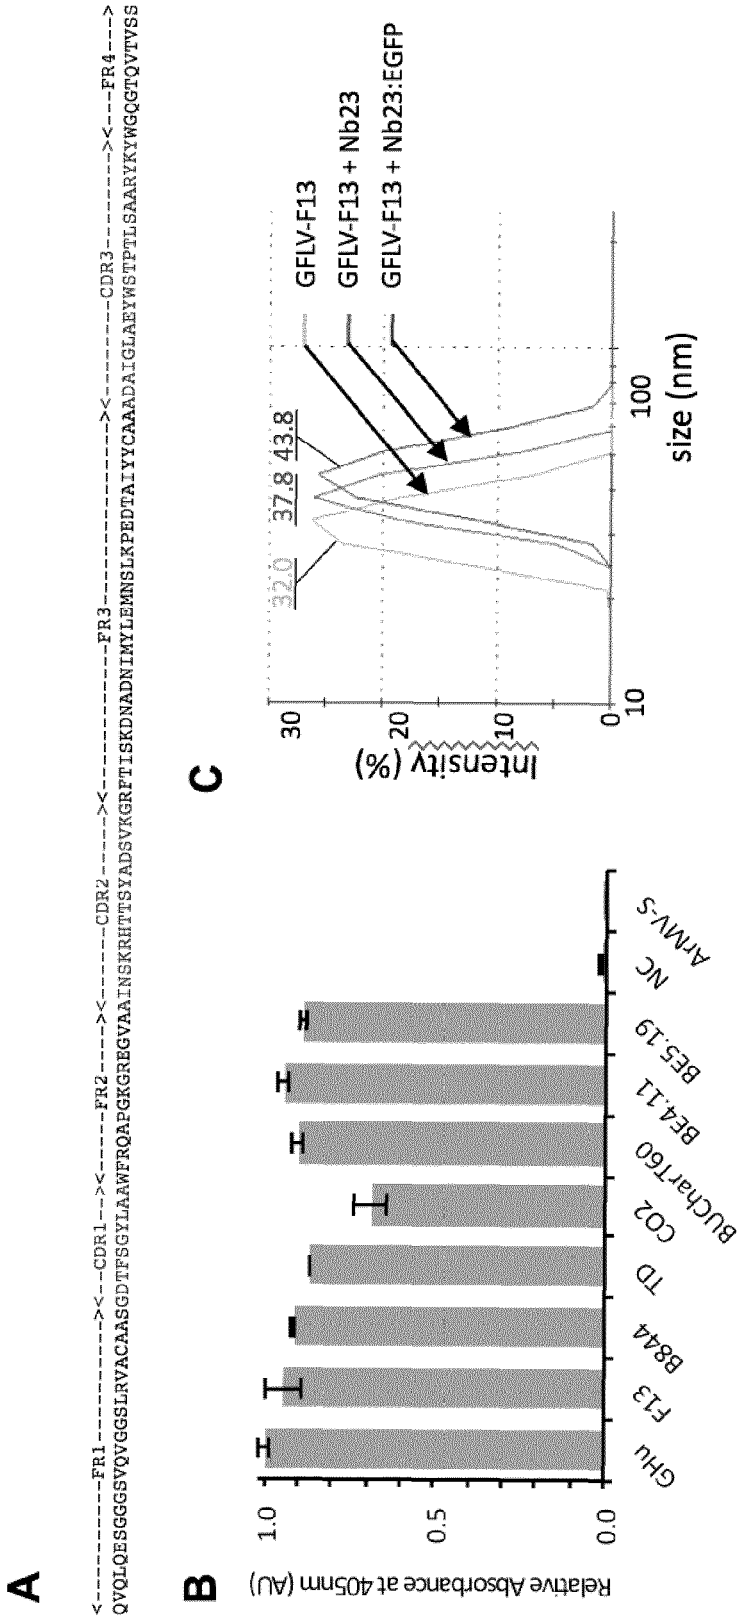 A
<----------FR1----------><--CDR1--><-----FR2----><------CDR2-----><------------FR3---------------><--------CDR3--------><---FR4--->
QVQLQESGGGSVQVGGSLRVACAASGDTFSGYLAAWFRQAPGKGREGVAAINSKRHTTSYADSVKGRFTISKDNADNIMYLEMNSLKPEDTAIYYCAAADAIGLAEYWSTPTLSAARYKYWGQGTQVTVSS
B
Relative Absorbance at 405nm (AU)
1.0
0.5
0.0
GHu
F13
B844
TD
CO2
BUCharT60
BE4.11
BE5.19
NC
ArMV-S
C
Intensity (%)
30
20
10
0
10
100
size (nm)
32.0
37.8
43.8
GFLV-F13
GFLV-F13 + Nb23
GFLV-F13 + Nb23:EGFP